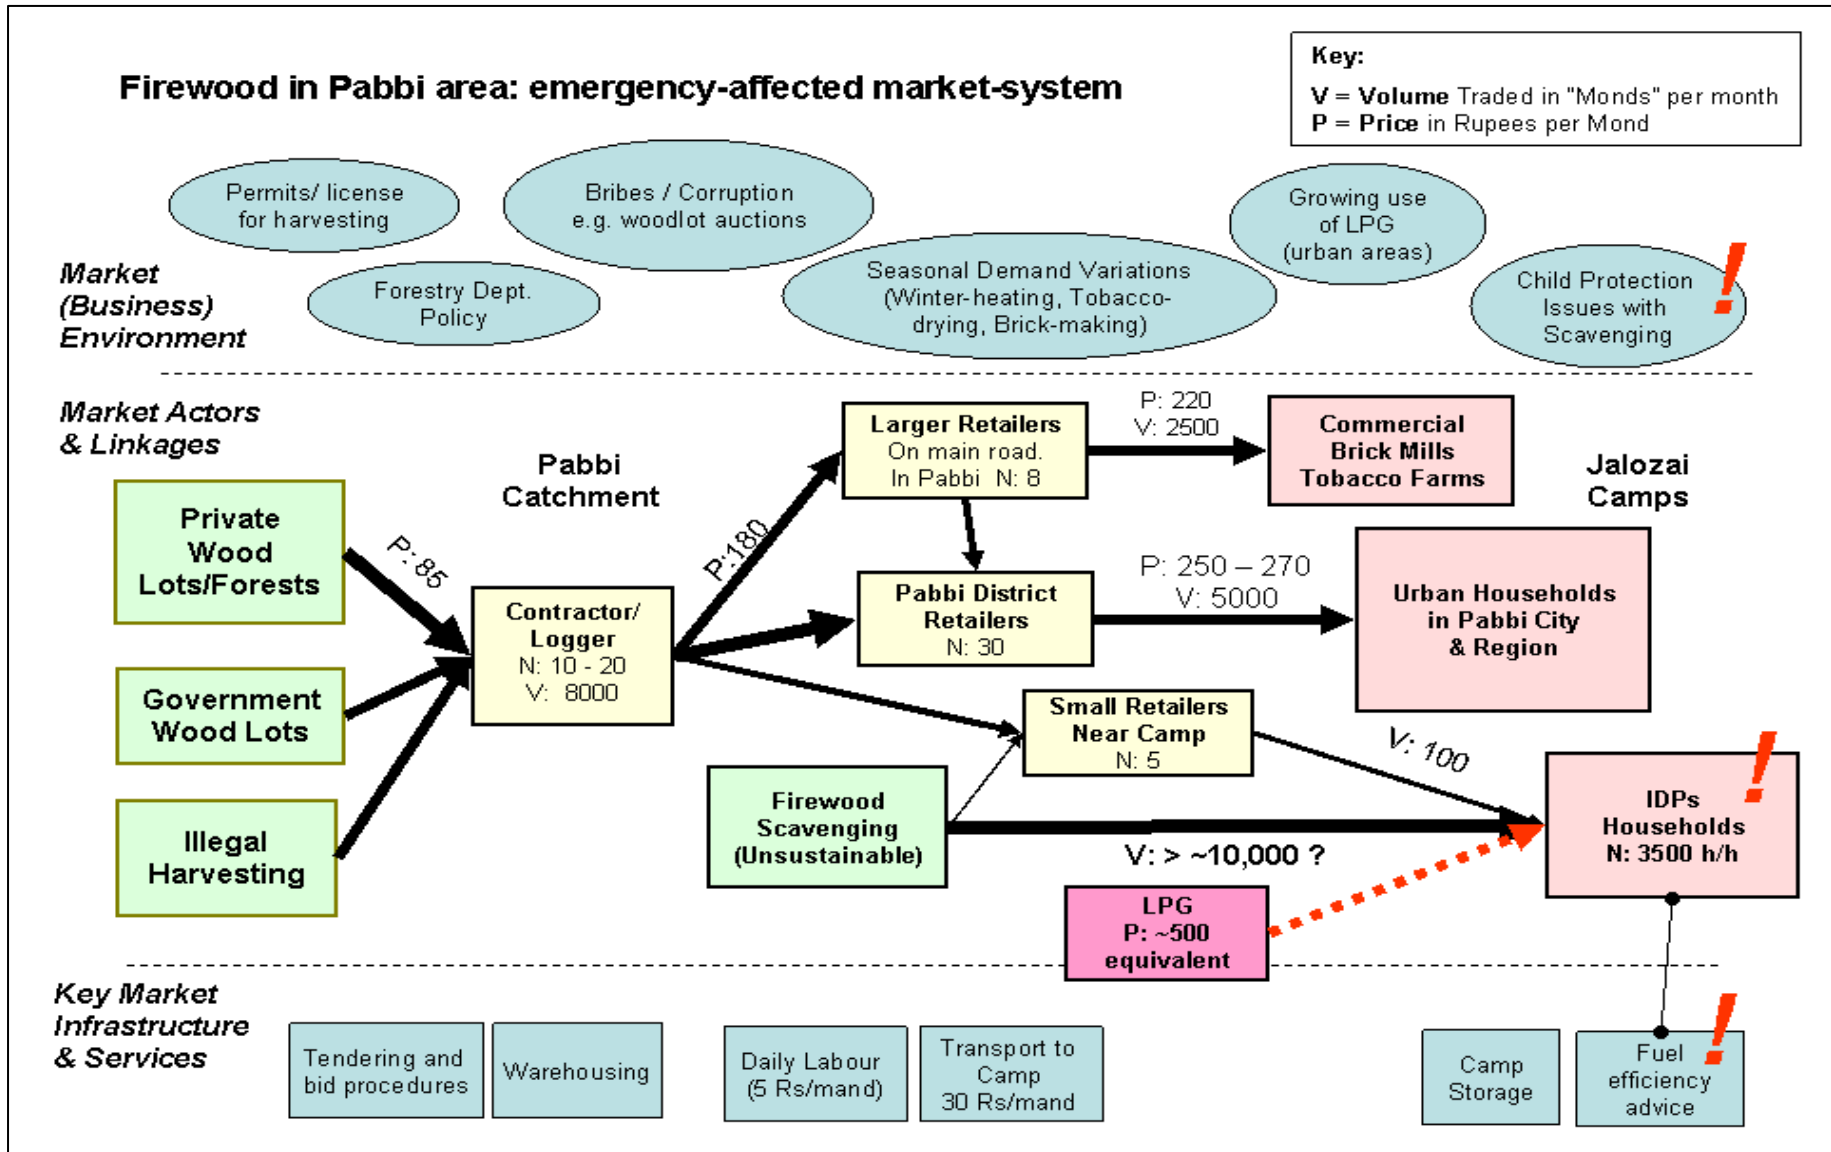 Firewood in Pabbi area: emergency-affected market-system
Key:
V = Volume Traded in "Monds" per month
P = Price in Rupees per Mond
Market
(Business)
Environment
Permits/ license
for harvesting
Forestry Dept.
Policy
Bribes / Corruption
e.g. woodlot auctions
Seasonal Demand Variations
(Winter-heating, Tobacco-
drying, Brick-making)
Growing use
of LPG
(urban areas)
Child Protection
Issues with
Scavenging
!
Market Actors
& Linkages
Pabbi
Catchment
Jalozai
Camps
Private
Wood
Lots/Forests
P: 85
Government
Wood Lots
Illegal
Harvesting
Contractor/
Logger
N: 10 - 20
V: 8000
P:180
Larger Retailers
On main road.
In Pabbi N: 8
P: 220
V: 2500
Commercial
Brick Mills
Tobacco Farms
Pabbi District
Retailers
N: 30
P: 250 – 270
V: 5000
Urban Households
in Pabbi City
& Region
Small Retailers
Near Camp
N: 5
V: 100
Firewood
Scavenging
(Unsustainable)
V: > ~10,000 ?
IDPs
Households
N: 3500 h/h
!
LPG
P: ~500
equivalent
Key Market
Infrastructure
& Services
Tendering and
bid procedures
Warehousing
Daily Labour
(5 Rs/mand)
Transport to
Camp
30 Rs/mand
Camp
Storage
Fuel
efficiency
advice
!